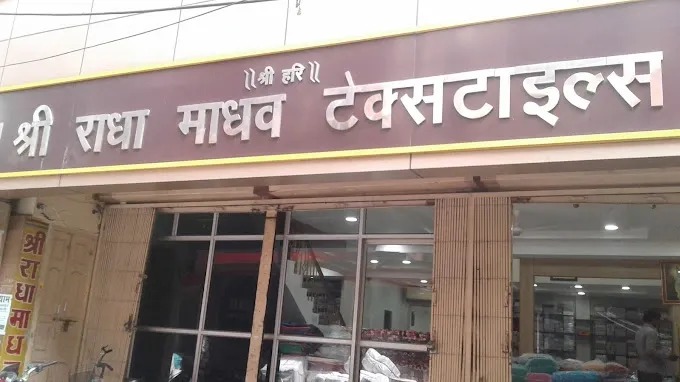 ॥श्री हरि॥
श्री राधा माधव टेक्सटाइल्स
श्री
रा
धा
मा
ध